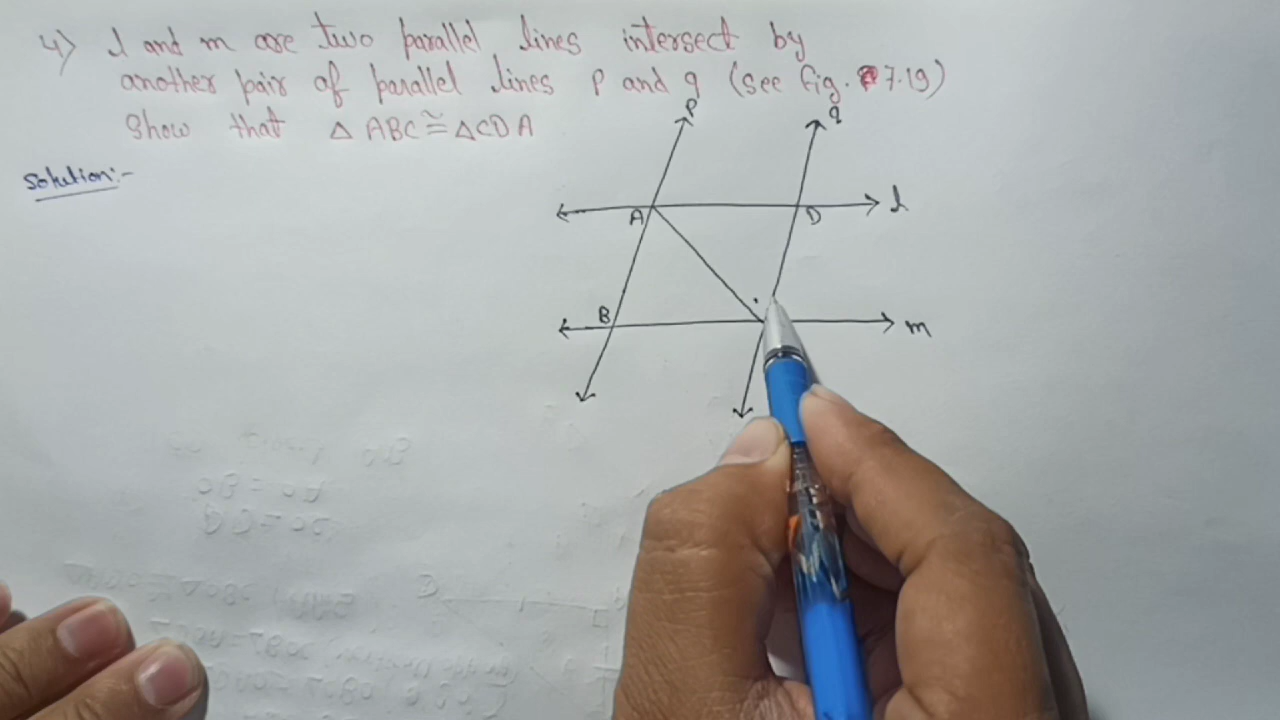 4) l and m are two parallel lines intersect by
another pair of parallel lines p and q (see fig. 7.19)
Show that △ ABC ≅ △CDA
Solution:-
P
q
A
D
l
B
m